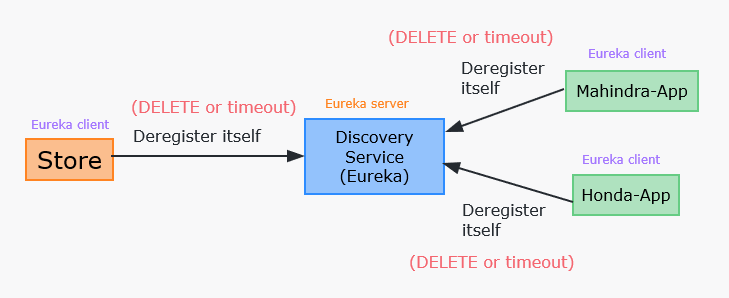 (DELETE or timeout)
Eureka client
Deregister
itself
Mahindra-App
Eureka server
(DELETE or timeout)
Eureka client
Deregister itself
Store
Discovery
Service
(Eureka)
Eureka client
Honda-App
Deregister
itself
(DELETE or timeout)